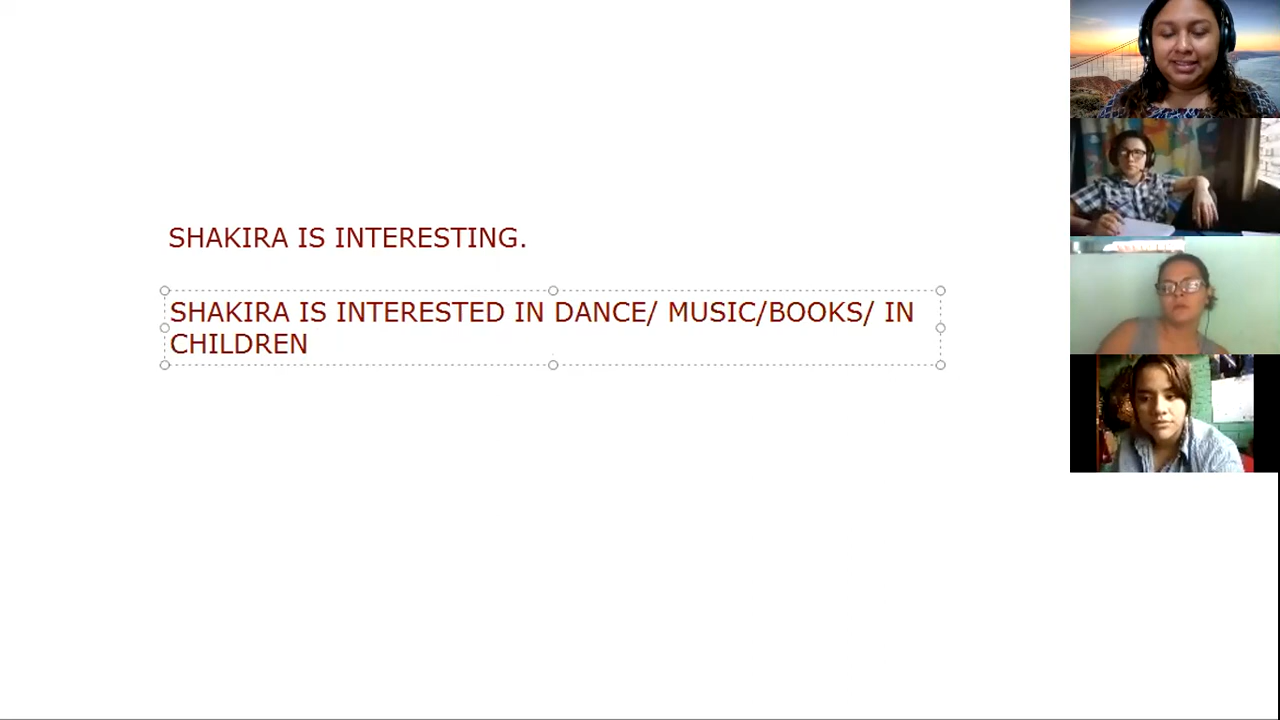 SHAKIRA IS INTERESTING.
SHAKIRA IS INTERESTED IN DANCE/ MUSIC/BOOKS/ IN
CHILDREN